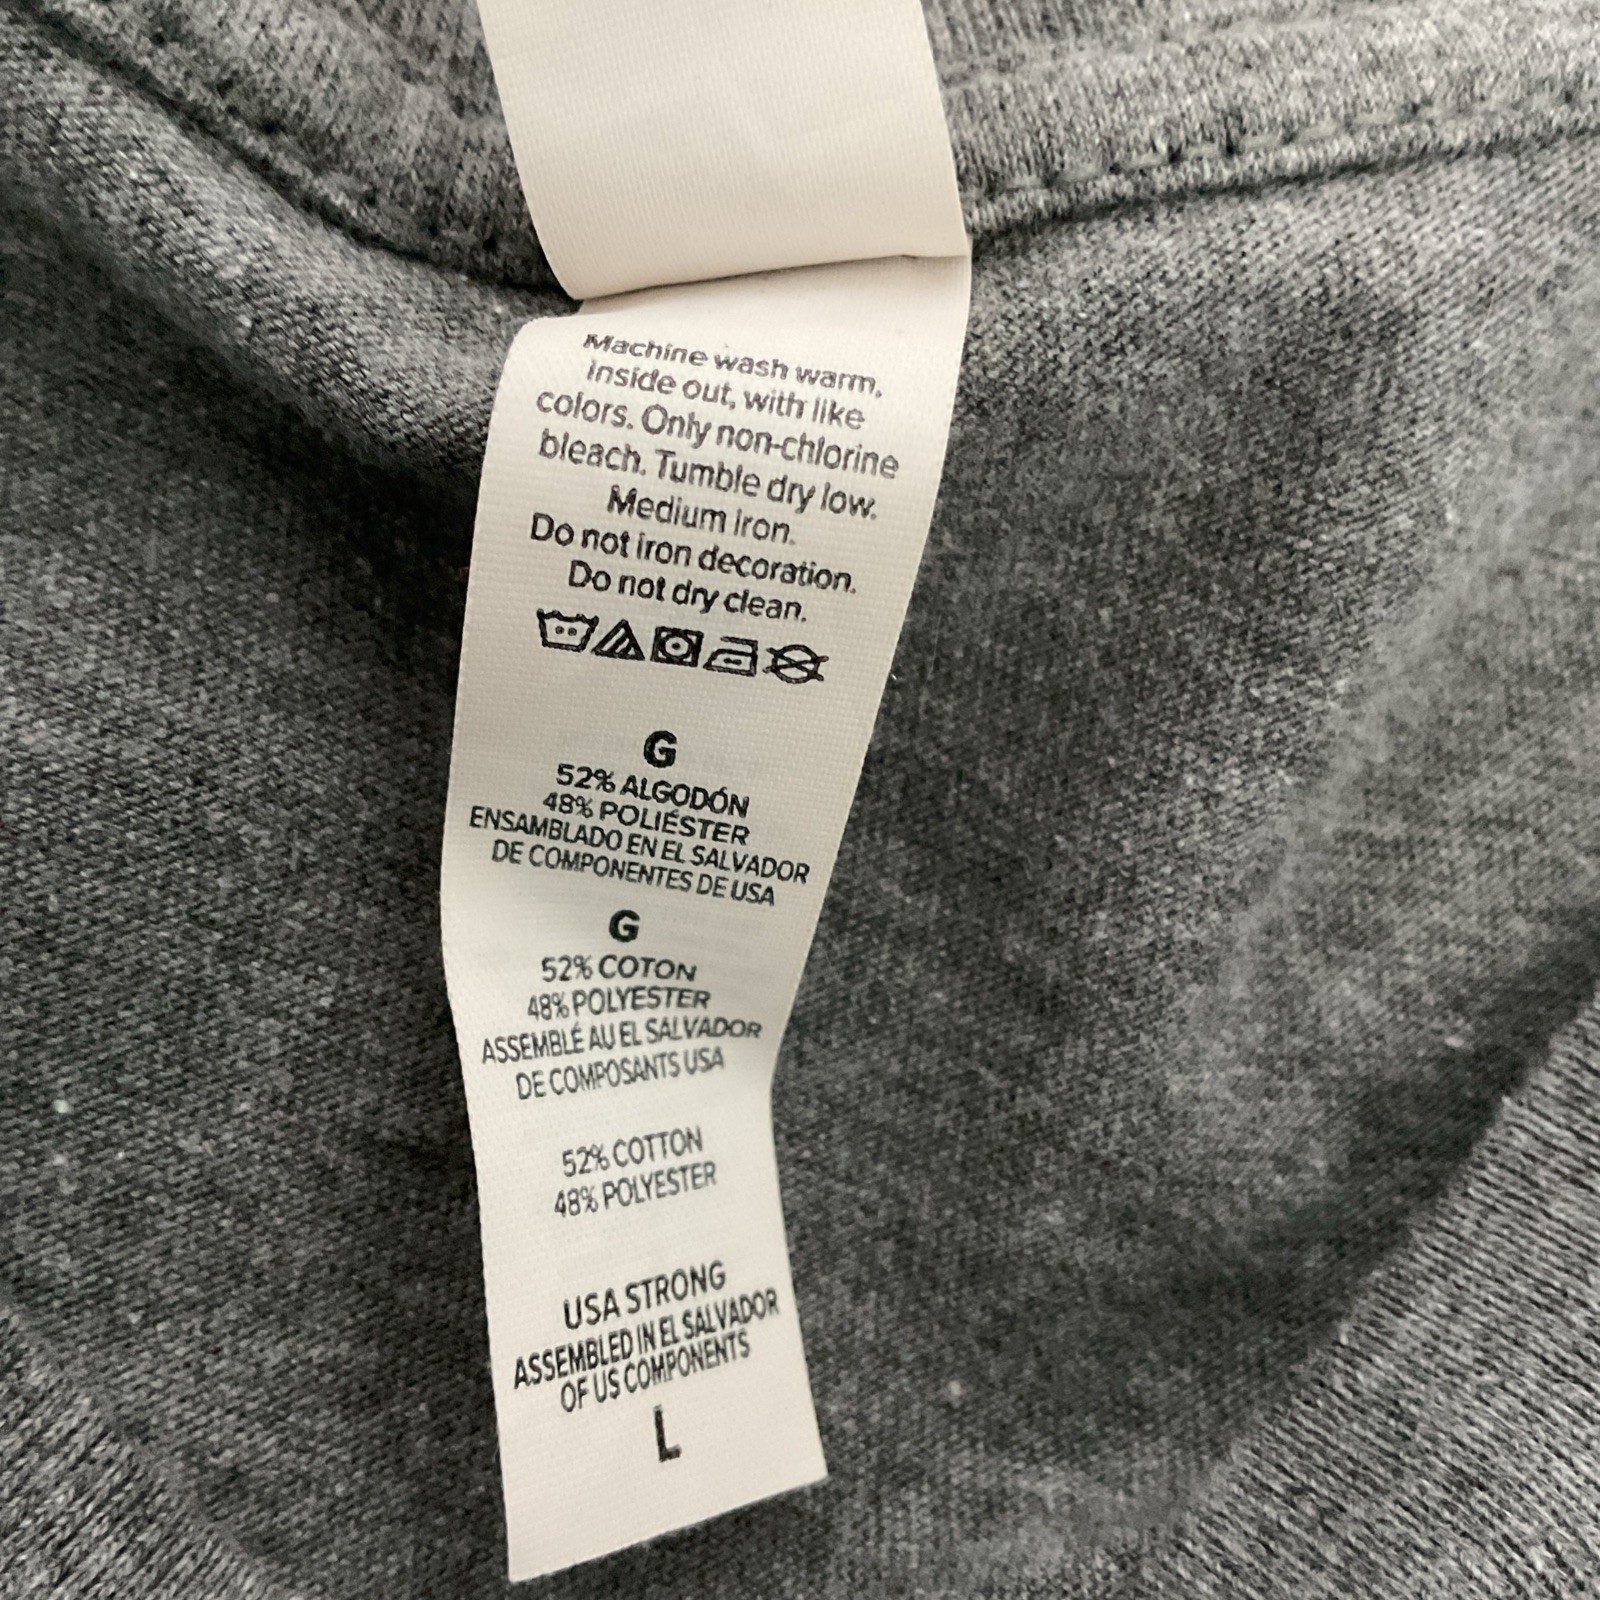 Machine wash warm,
inside out, with like
colors. Only non-chlorine
bleach. Tumble dry low.
Medium iron.
Do not iron decoration.
Do not dry clean.
G
52% ALGODÓN
48% POLIÉSTER
ENSAMBLADO EN EL SALVADOR
DE COMPONENTES DE USA
G
52% COTON
48% POLYESTER
ASSEMBLÉ AU EL SALVADOR
DE COMPOSANTS USA
52% COTTON
48% POLYESTER
USA STRONG
ASSEMBLED IN EL SALVADOR
OF US COMPONENTS
L